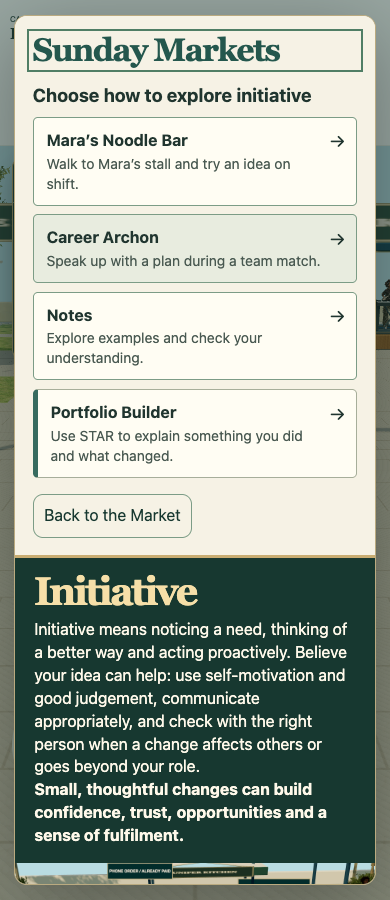 Sunday Markets
Choose how to explore initiative
Mara’s Noodle Bar →
Walk to Mara’s stall and try an idea on
shift.
Career Archon →
Speak up with a plan during a team match.
Notes →
Explore examples and check your
understanding.
Portfolio Builder →
Use STAR to explain something you did
and what changed.
Back to the Market
Initiative
Initiative means noticing a need, thinking of
a better way and acting proactively. Believe
your idea can help: use self-motivation and
good judgement, communicate
appropriately, and check with the right
person when a change affects others or
goes beyond your role.
Small, thoughtful changes can build
confidence, trust, opportunities and a
sense of fulfilment.
PHONE ORDER / ALREADY PAID